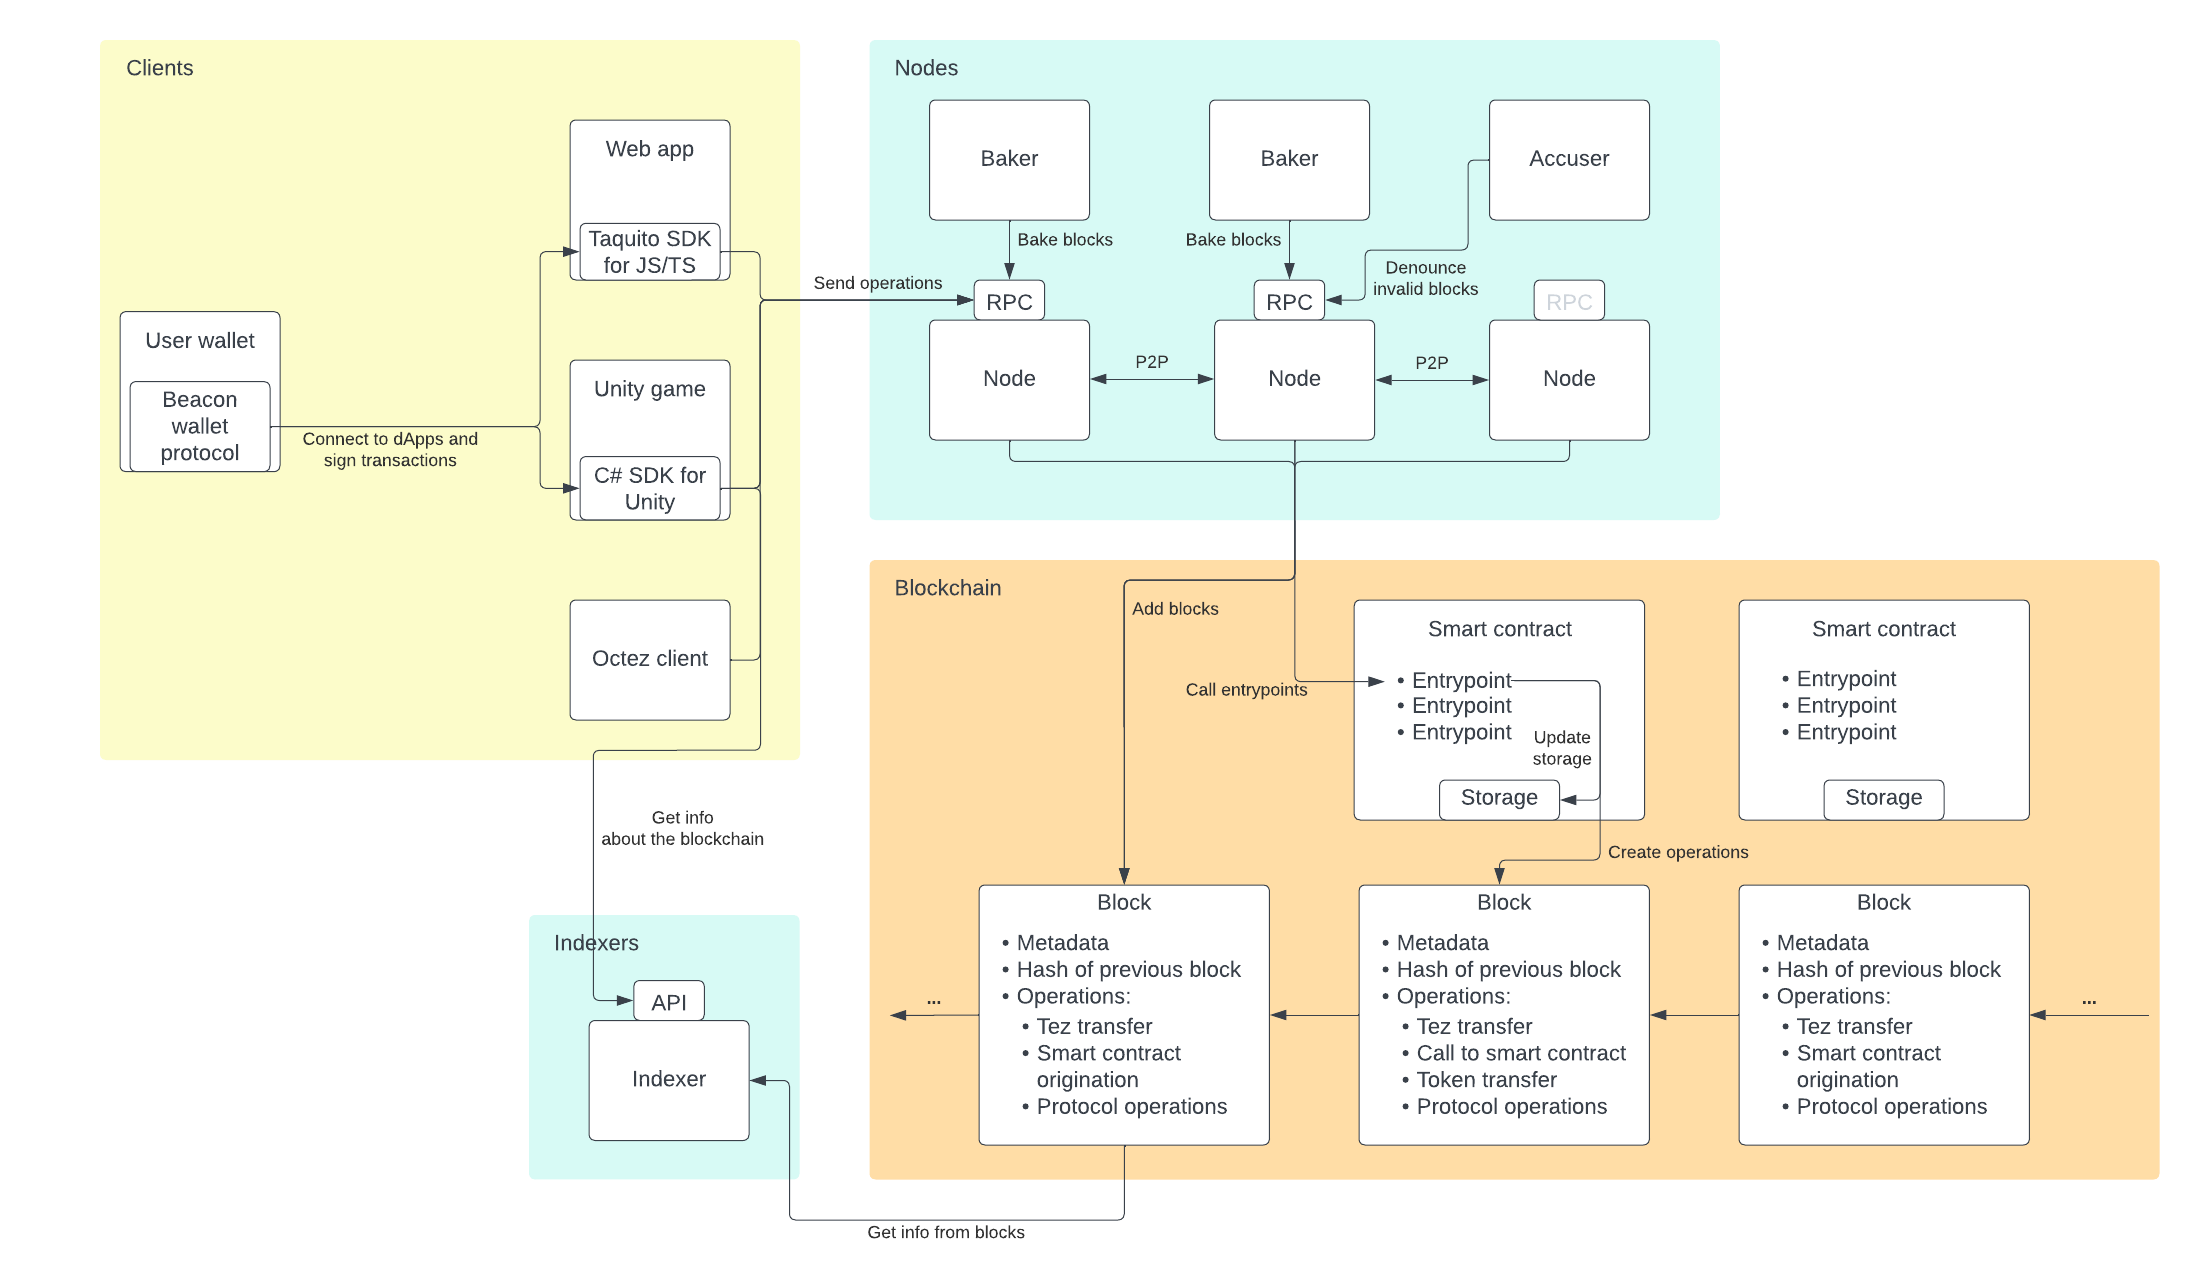 Clients
Web app
Taquito SDK
for JS/TS
User wallet
Beacon
wallet
protocol
Connect to dApps and
sign transactions
Unity game
C# SDK for
Unity
Octez client
Send operations
Get info
about the blockchain
Nodes
Baker
Baker
Accuser
Bake blocks
Bake blocks
Denounce
invalid blocks
RPC
RPC
RPC
Node
P2P
Node
P2P
Node
Blockchain
Add blocks
Call entrypoints
Smart contract
• Entrypoint
• Entrypoint
• Entrypoint
Update
storage
Storage
Smart contract
• Entrypoint
• Entrypoint
• Entrypoint
Storage
Create operations
...
Block
• Metadata
• Hash of previous block
• Operations:
• Tez transfer
• Smart contract
origination
• Protocol operations
Block
• Metadata
• Hash of previous block
• Operations:
• Tez transfer
• Call to smart contract
• Token transfer
• Protocol operations
Block
• Metadata
• Hash of previous block
• Operations:
• Tez transfer
• Smart contract
origination
• Protocol operations
...
Indexers
API
Indexer
Get info from blocks